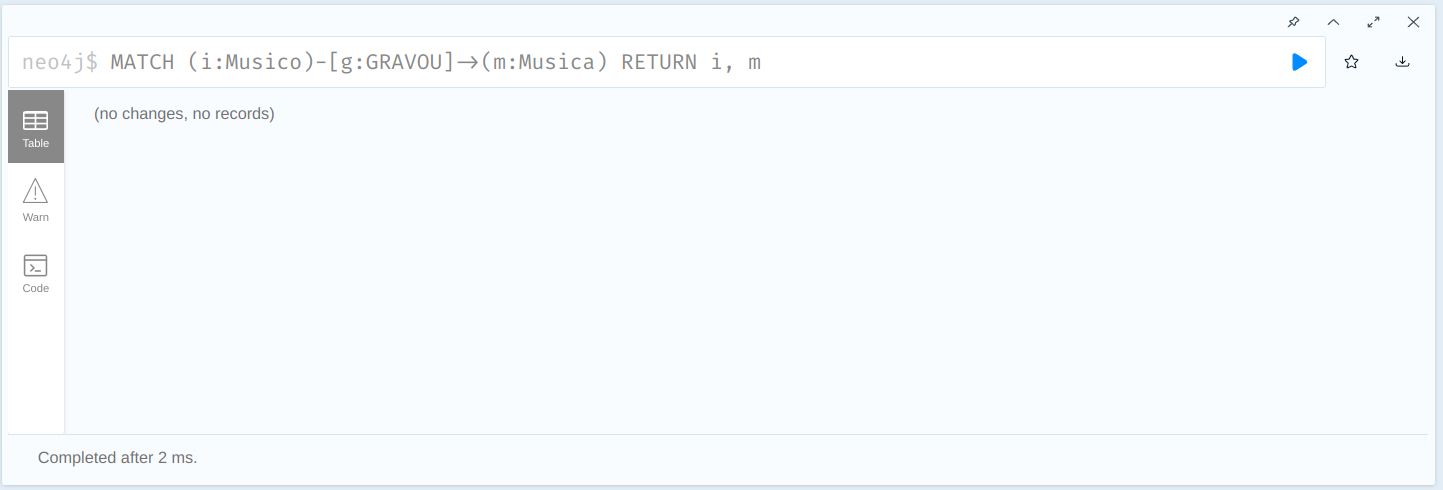 neo4j$ MATCH (i:Musico)-[g:GRAVOU]->(m:Musica) RETURN i, m
(no changes, no records)
Table
Warn
Code
Completed after 2 ms.